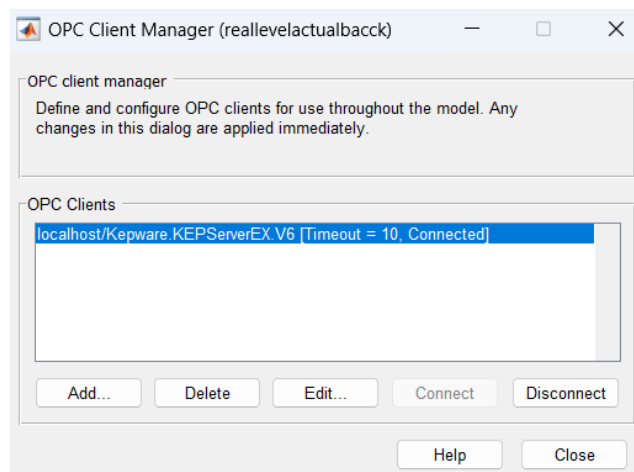 OPC Client Manager (reallevelactualbacck)
OPC client manager
Define and configure OPC clients for use throughout the model. Any
changes in this dialog are applied immediately.
OPC Clients
localhost/Kepware.KEPServerEX.V6 [Timeout = 10, Connected]
Add... Delete Edit... Connect Disconnect
Help Close